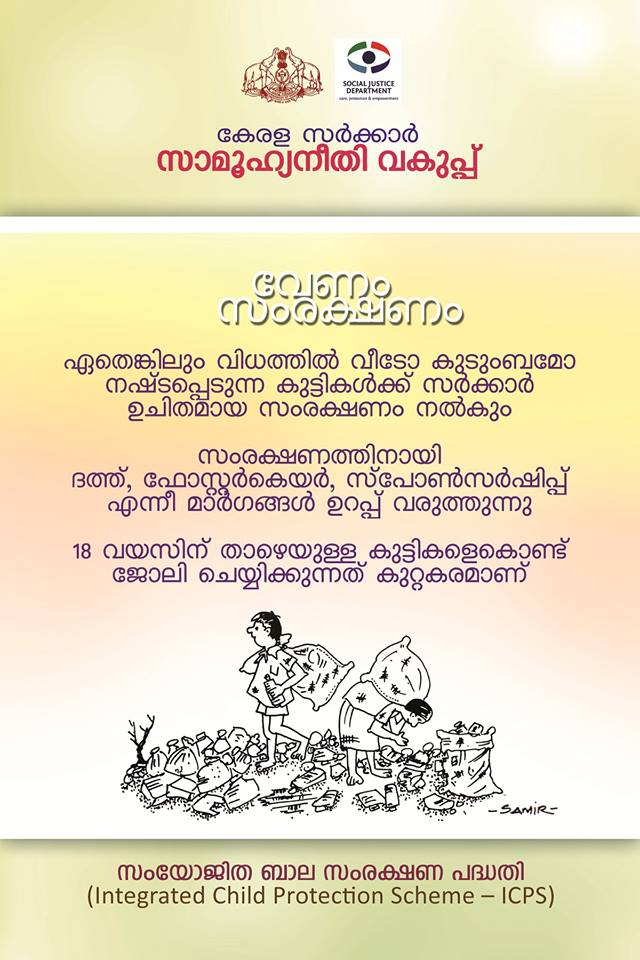 SOCIAL JUSTICE
DEPARTMENT
care, protection & empowerment
കേരള സർക്കാർ
സാമൂഹ്യനീതി വകുപ്പ്
വേണം
സംരക്ഷണം
ഏതെങ്കിലും വിധത്തിൽ വീടോ കുടുംബമോ
നഷ്ടപ്പെടുന്ന കുട്ടികൾക്ക് സർക്കാർ
ഉചിതമായ സംരക്ഷണം നൽകും
സംരക്ഷണത്തിനായി
ദത്ത്, ഫോസ്റ്റർകെയർ, സ്പോൺസർഷിപ്പ്
എന്നീ മാർഗങ്ങൾ ഉറപ്പ് വരുത്തുന്നു
18 വയസിന് താഴെയുള്ള കുട്ടികളെകൊണ്ട്
ജോലി ചെയ്യിക്കുന്നത് കുറ്റകരമാണ്
-SAMIR-
സംയോജിത ബാല സംരക്ഷണ പദ്ധതി
(Integrated Child Protection Scheme – ICPS)